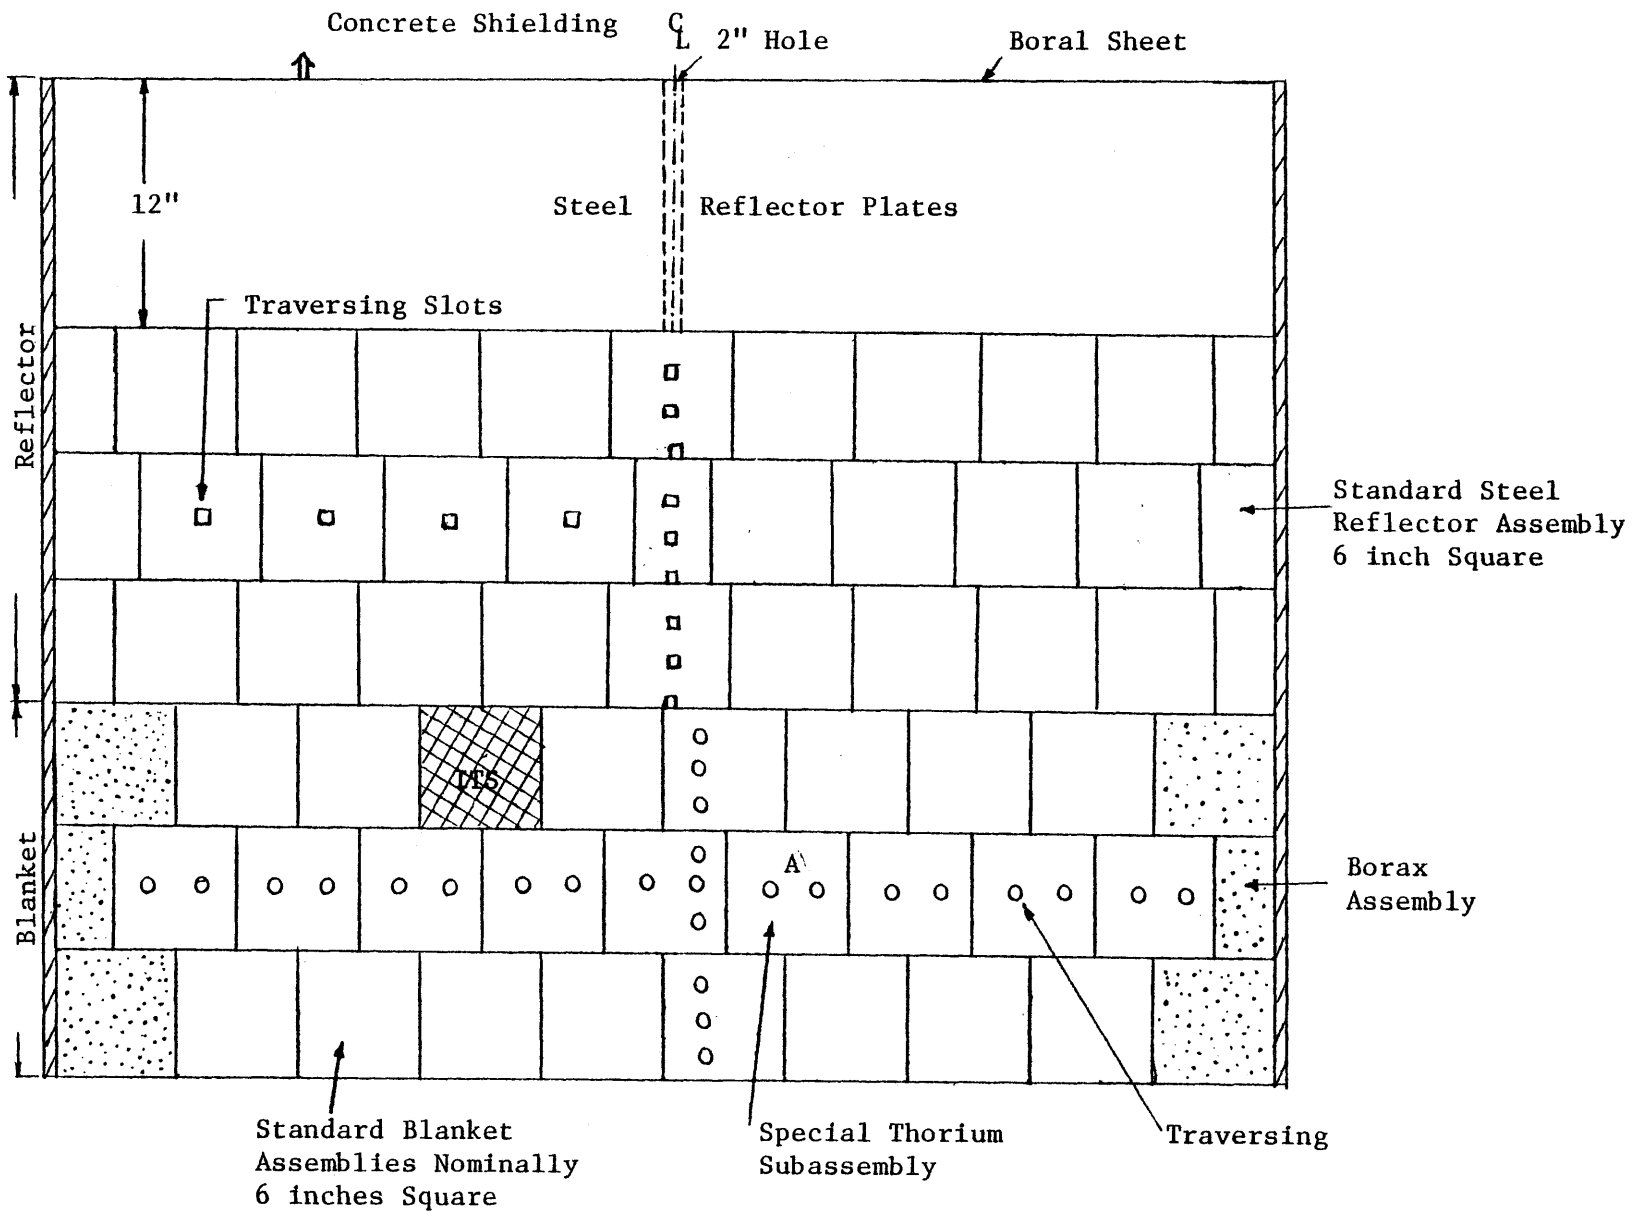 Concrete Shielding
C
L
2" Hole
Boral Sheet
12"
Steel
Reflector Plates
Traversing Slots
Reflector
Standard Steel
Reflector Assembly
6 inch Square
TTS
Blanket
A
Borax
Assembly
Standard Blanket
Assemblies Nominally
6 inches Square
Special Thorium
Subassembly
Traversing